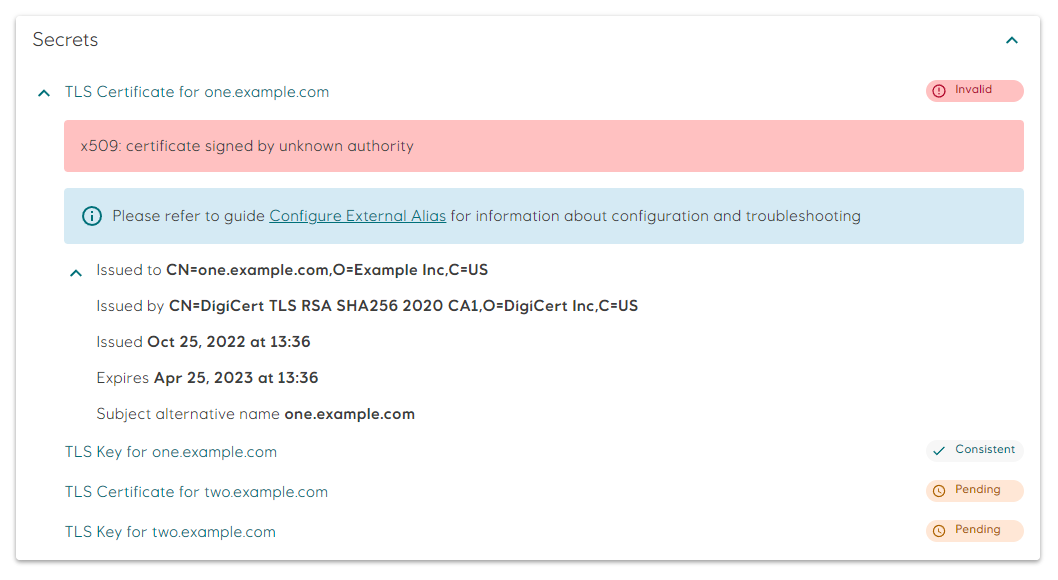 Secrets
TLS Certificate for one.example.com
Invalid
x509: certificate signed by unknown authority
Please refer to guide Configure External Alias for information about configuration and troubleshooting
Issued to CN=one.example.com,O=Example Inc,C=US
Issued by CN=DigiCert TLS RSA SHA256 2020 CA1,O=DigiCert Inc,C=US
Issued Oct 25, 2022 at 13:36
Expires Apr 25, 2023 at 13:36
Subject alternative name one.example.com
TLS Key for one.example.com
Consistent
TLS Certificate for two.example.com
Pending
TLS Key for two.example.com
Pending